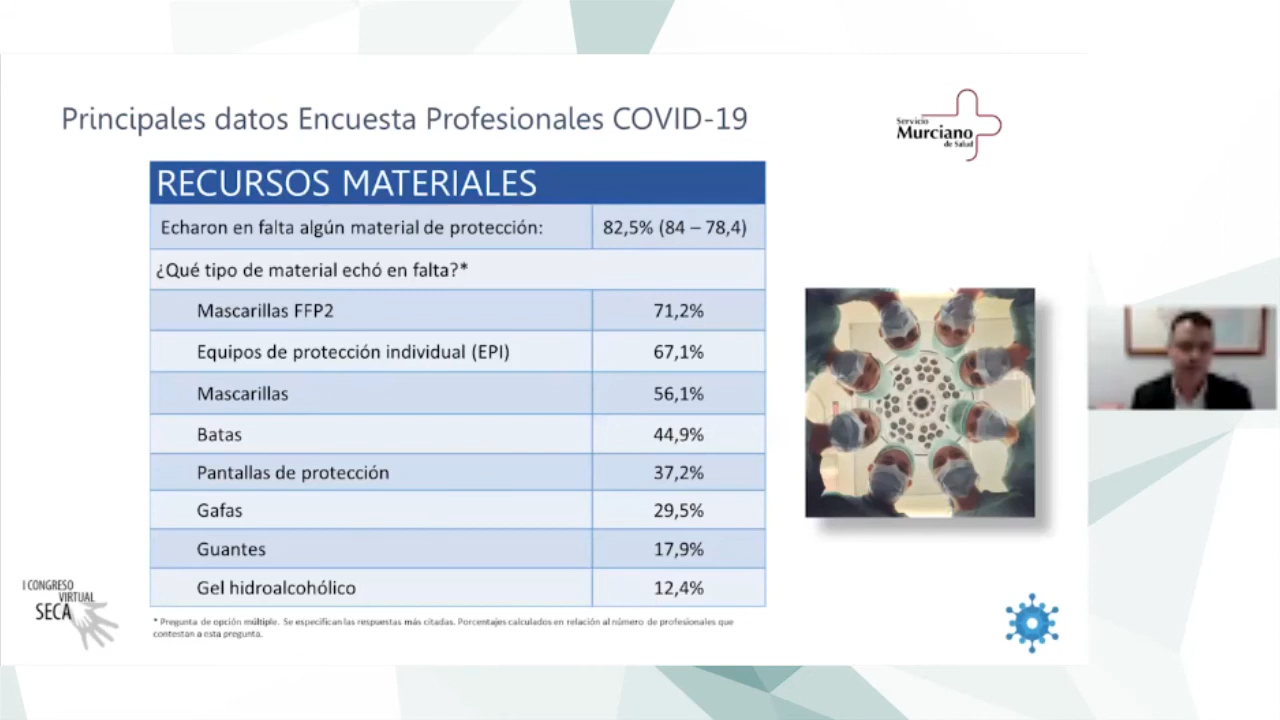 Principales datos Encuesta Profesionales COVID-19
Servicio
Murciano
de Salud
RECURSOS MATERIALES
Echaron en falta algún material de protección: 82,5% (84 – 78,4)
¿Qué tipo de material echó en falta?*
Mascarillas FFP2 71,2%
Equipos de protección individual (EPI) 67,1%
Mascarillas 56,1%
Batas 44,9%
Pantallas de protección 37,2%
Gafas 29,5%
Guantes 17,9%
Gel hidroalcohólico 12,4%
* Pregunta de opción múltiple. Se especifican las respuestas más citadas. Porcentajes calculados en relación al número de profesionales que
contestan a esta pregunta.
I CONGRESO
VIRTUAL
SECA